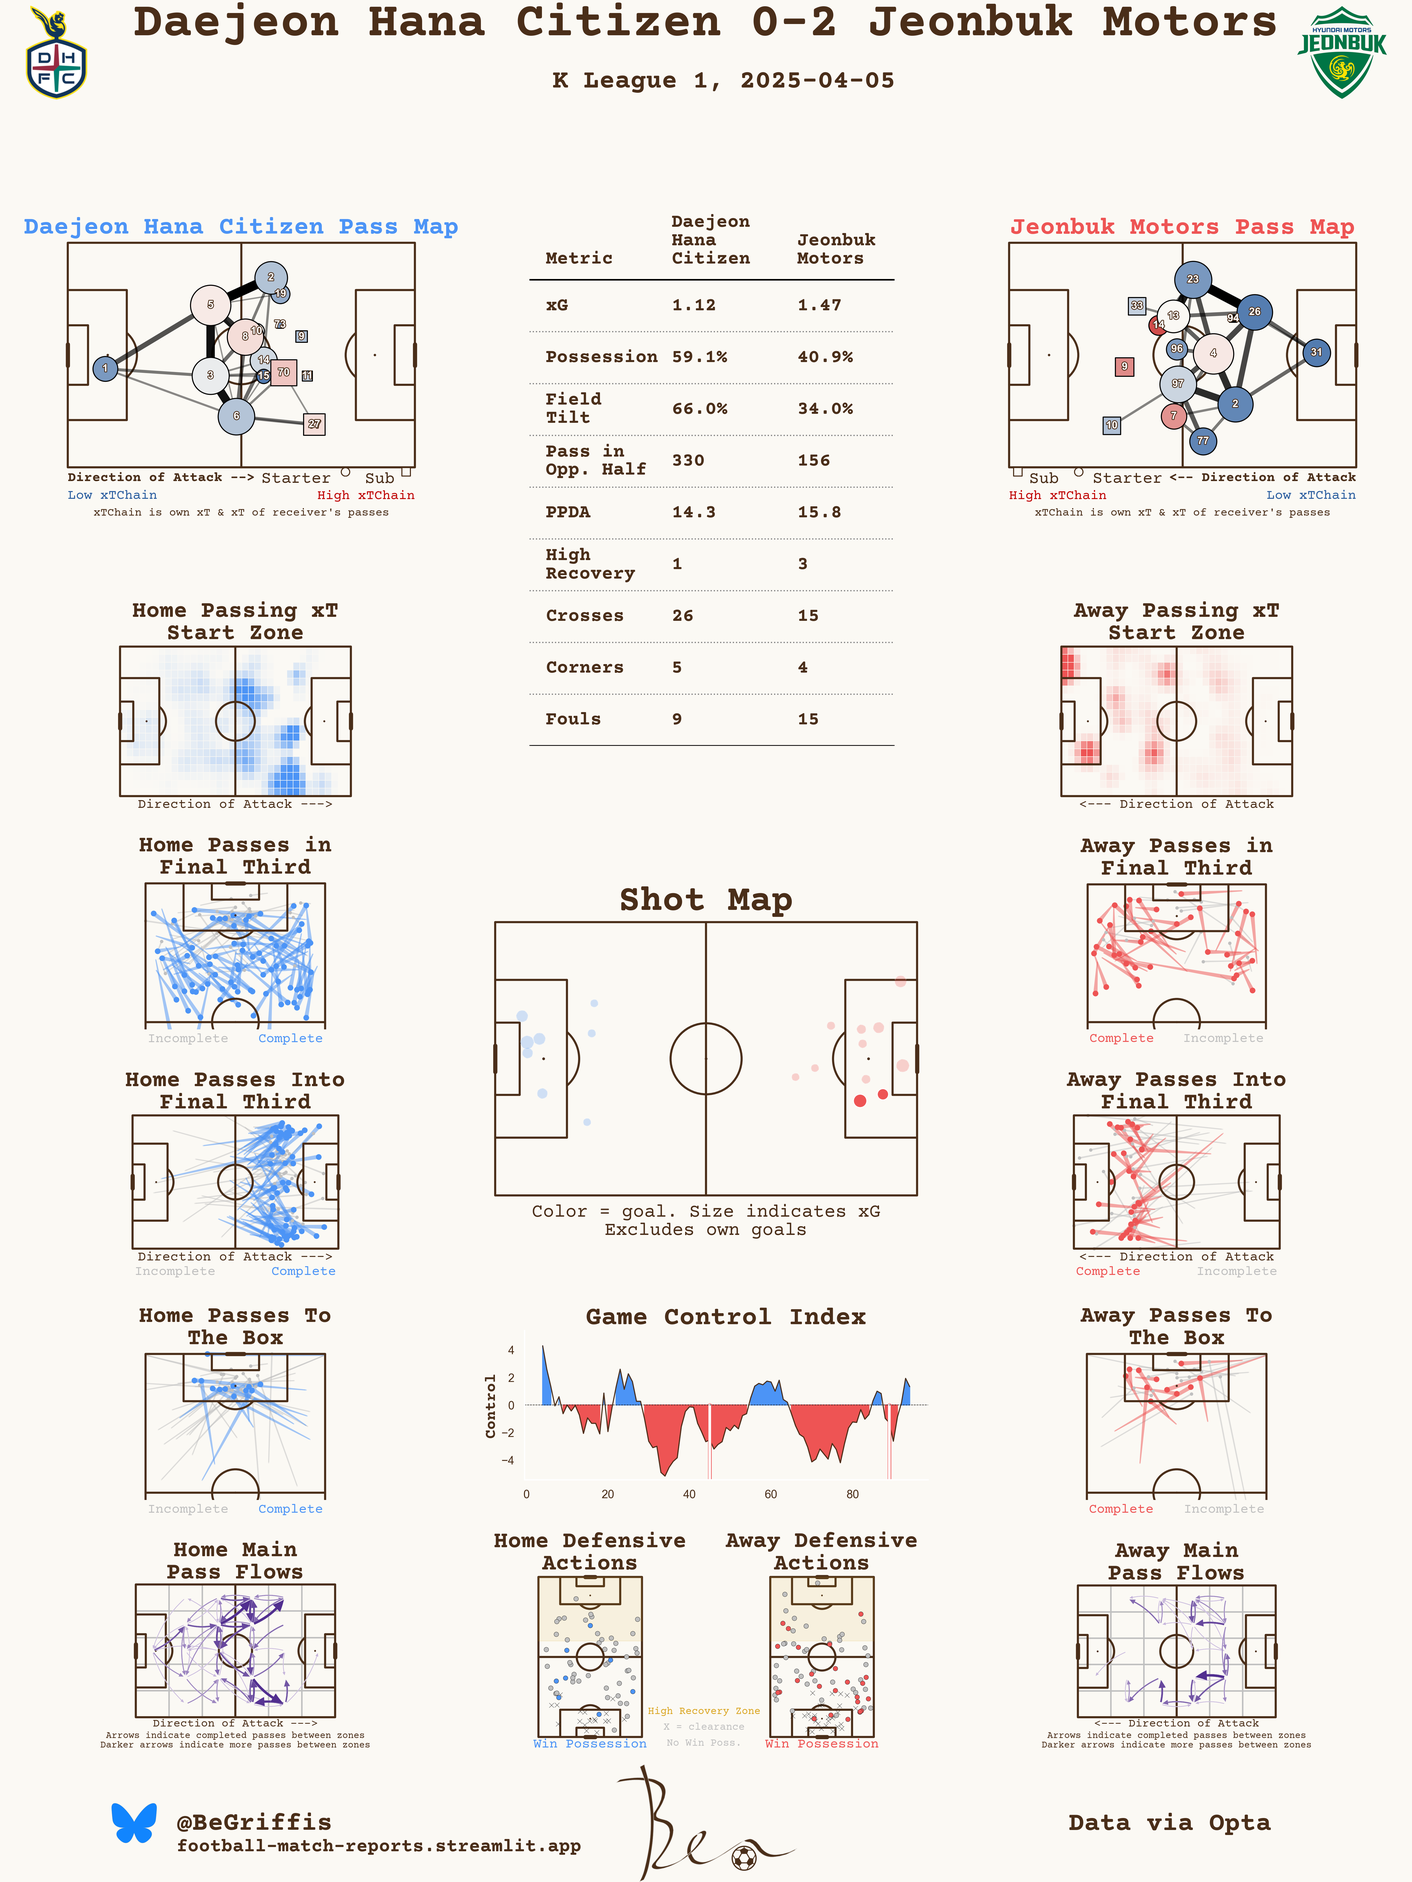 Daejeon Hana Citizen 0-2 Jeonbuk Motors
K League 1, 2025-04-05
D H
F C
HYUNDAI MOTORS
JEONBUK
Daejeon Hana Citizen Pass Map
1
2
19
5
8
10
73
9
14
3
15
70
11
6
27
Direction of Attack --> Starter Sub
Low xTChain High xTChain
xTChain is own xT & xT of receiver's passes
Metric Daejeon Hana Citizen Jeonbuk Motors
xG 1.12 1.47
Possession 59.1% 40.9%
Field Tilt 66.0% 34.0%
Pass in Opp. Half 330 156
PPDA 14.3 15.8
High Recovery 1 3
Crosses 26 15
Corners 5 4
Fouls 9 15
Jeonbuk Motors Pass Map
23
33
13
14
94
26
96
4
31
9
97
2
7
10
77
Sub Starter <-- Direction of Attack
High xTChain Low xTChain
xTChain is own xT & xT of receiver's passes
Home Passing xT
Start Zone
Direction of Attack --->
Away Passing xT
Start Zone
<--- Direction of Attack
Home Passes in
Final Third
Incomplete Complete
Away Passes in
Final Third
Complete Incomplete
Shot Map
Color = goal. Size indicates xG
Excludes own goals
Home Passes Into
Final Third
Direction of Attack --->
Incomplete Complete
Away Passes Into
Final Third
<--- Direction of Attack
Complete Incomplete
Home Passes To
The Box
Incomplete Complete
Game Control Index
Control
4
2
0
−2
−4
0 20 40 60 80
Away Passes To
The Box
Complete Incomplete
Home Main
Pass Flows
Direction of Attack --->
Arrows indicate completed passes between zones
Darker arrows indicate more passes between zones
Home Defensive
Actions
Win Possession
High Recovery Zone
X = clearance
No Win Poss.
Away Defensive
Actions
Win Possession
Away Main
Pass Flows
<--- Direction of Attack
Arrows indicate completed passes between zones
Darker arrows indicate more passes between zones
@BeGriffis
football-match-reports.streamlit.app
Ben
Data via Opta